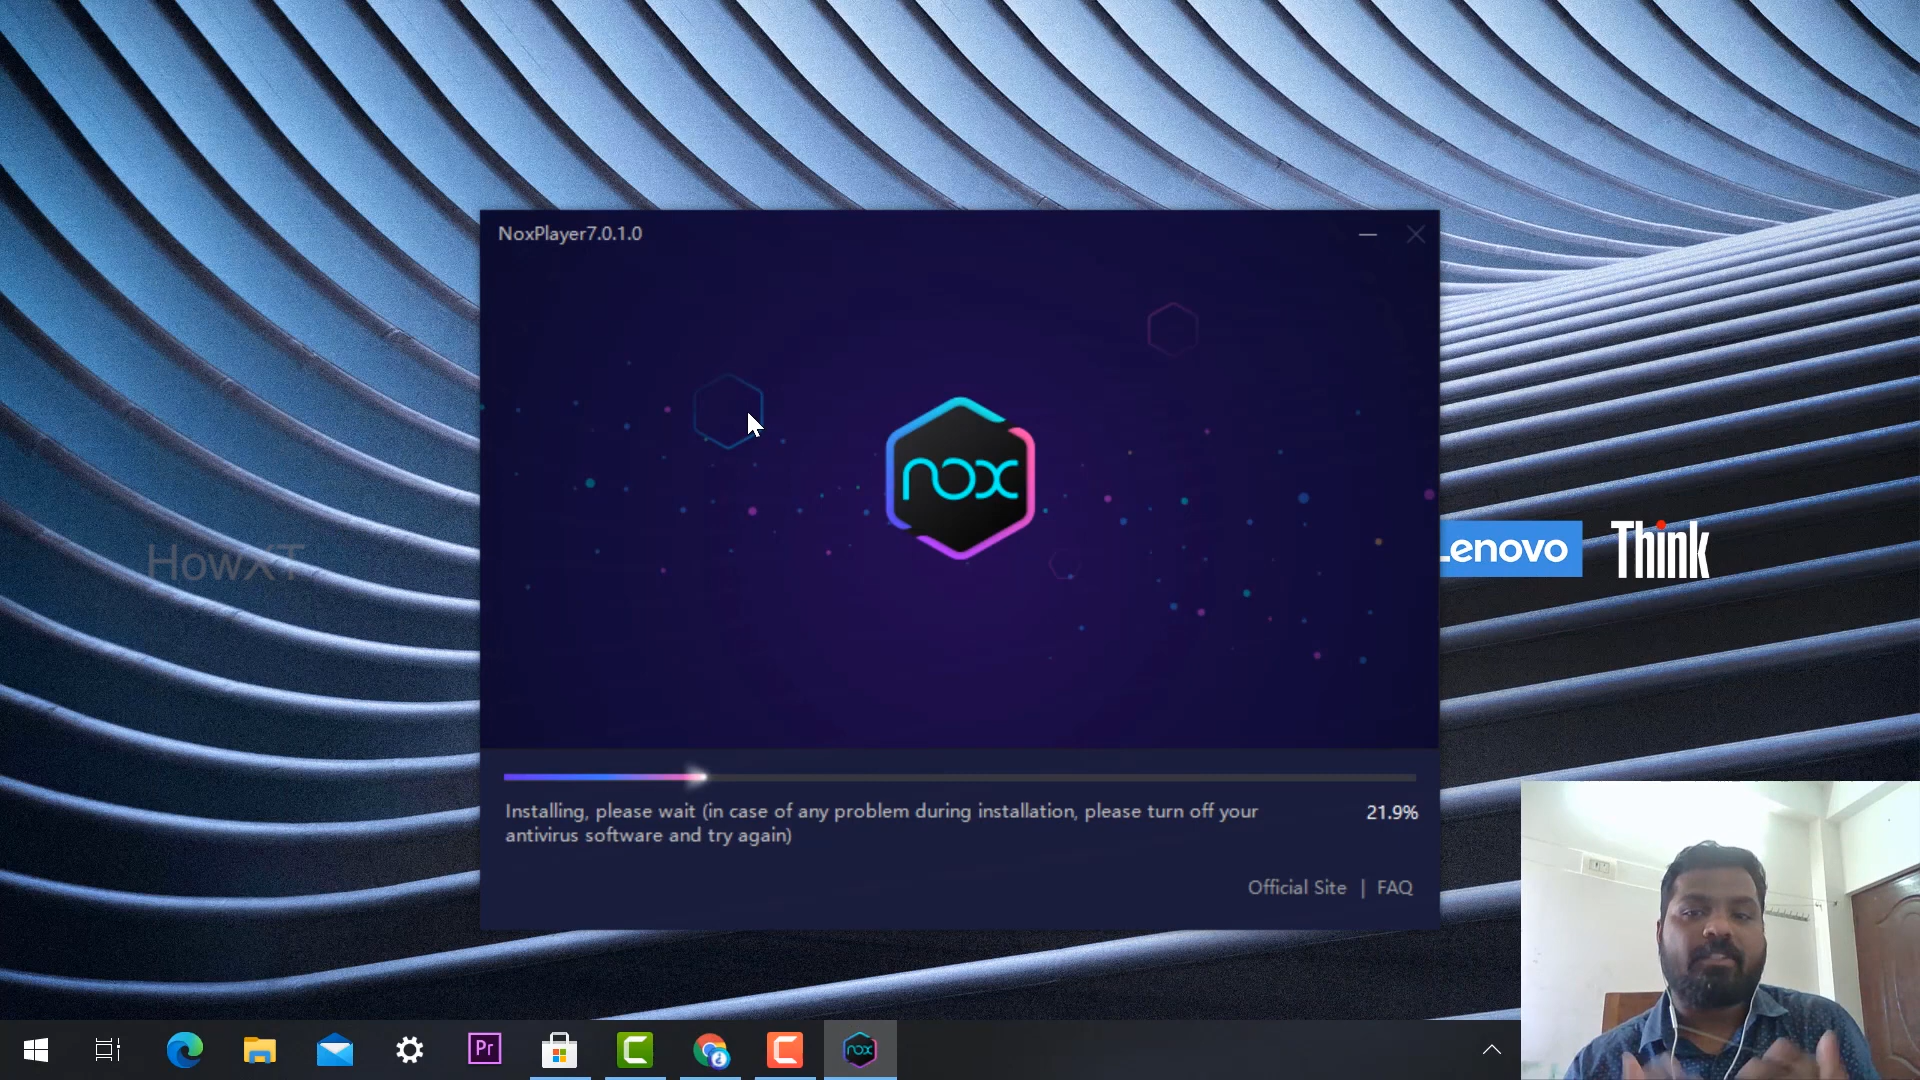 NoxPlayer7.0.1.0
nox
HowXT
Lenovo
Think
Installing, please wait (in case of any problem during installation, please turn off your
antivirus software and try again)
21.9%
Official Site | FAQ
Pr
nox